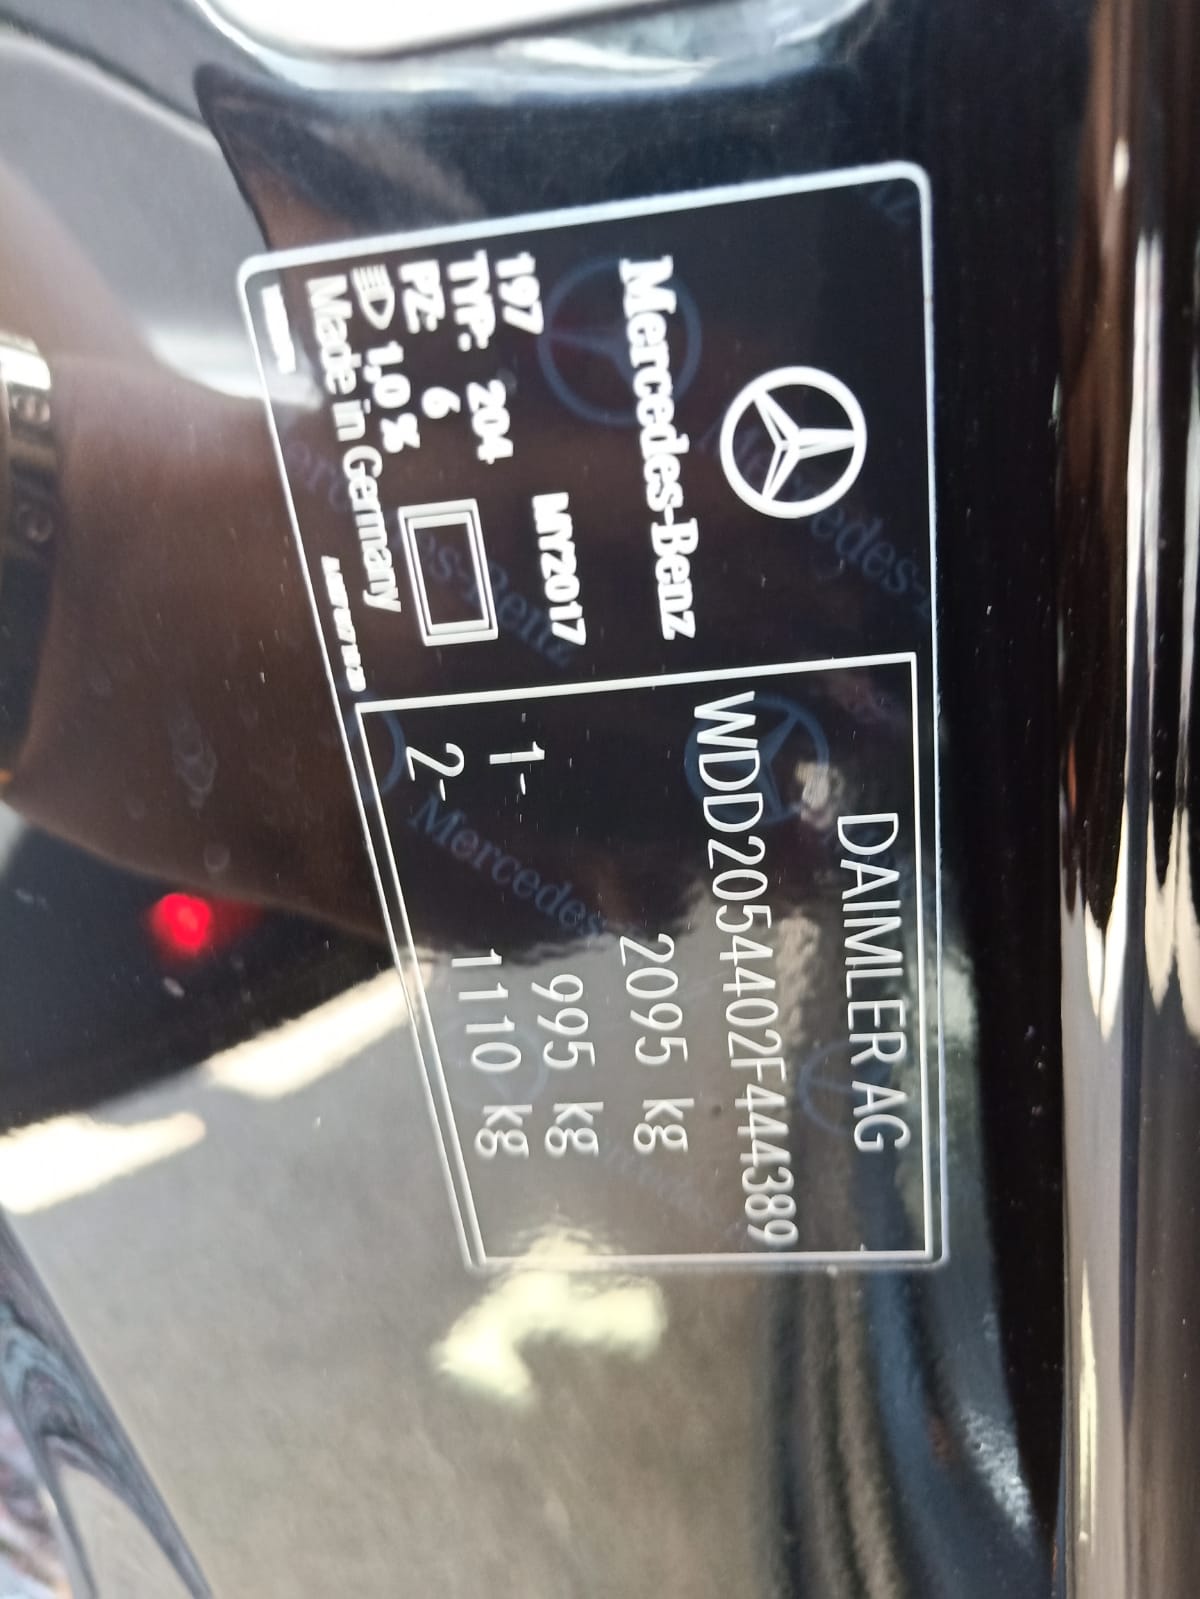 Mercedes-Benz
197 MY2017
TYP: 204
PZ: 6
1,0 %
Made in Germany
DAIMLER AG
WDD2054402F444389
2095 kg
1- 995 kg
2- 1110 kg